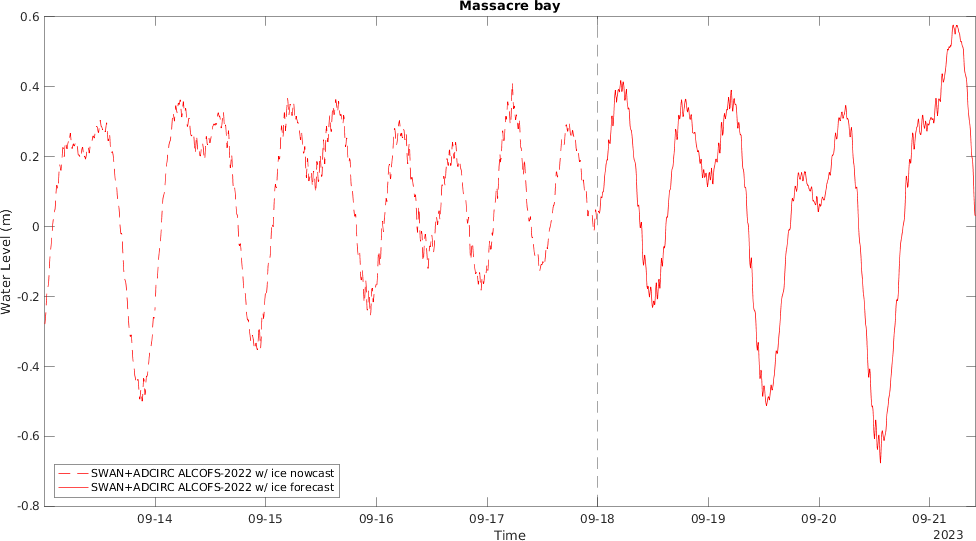 Massacre bay
0.6
0.4
0.2
0
-0.2
-0.4
-0.6
-0.8
Water Level (m)
SWAN+ADCIRC ALCOFS-2022 w/ ice nowcast
SWAN+ADCIRC ALCOFS-2022 w/ ice forecast
09-14 09-15 09-16 09-17 09-18 09-19 09-20 09-21
Time
2023